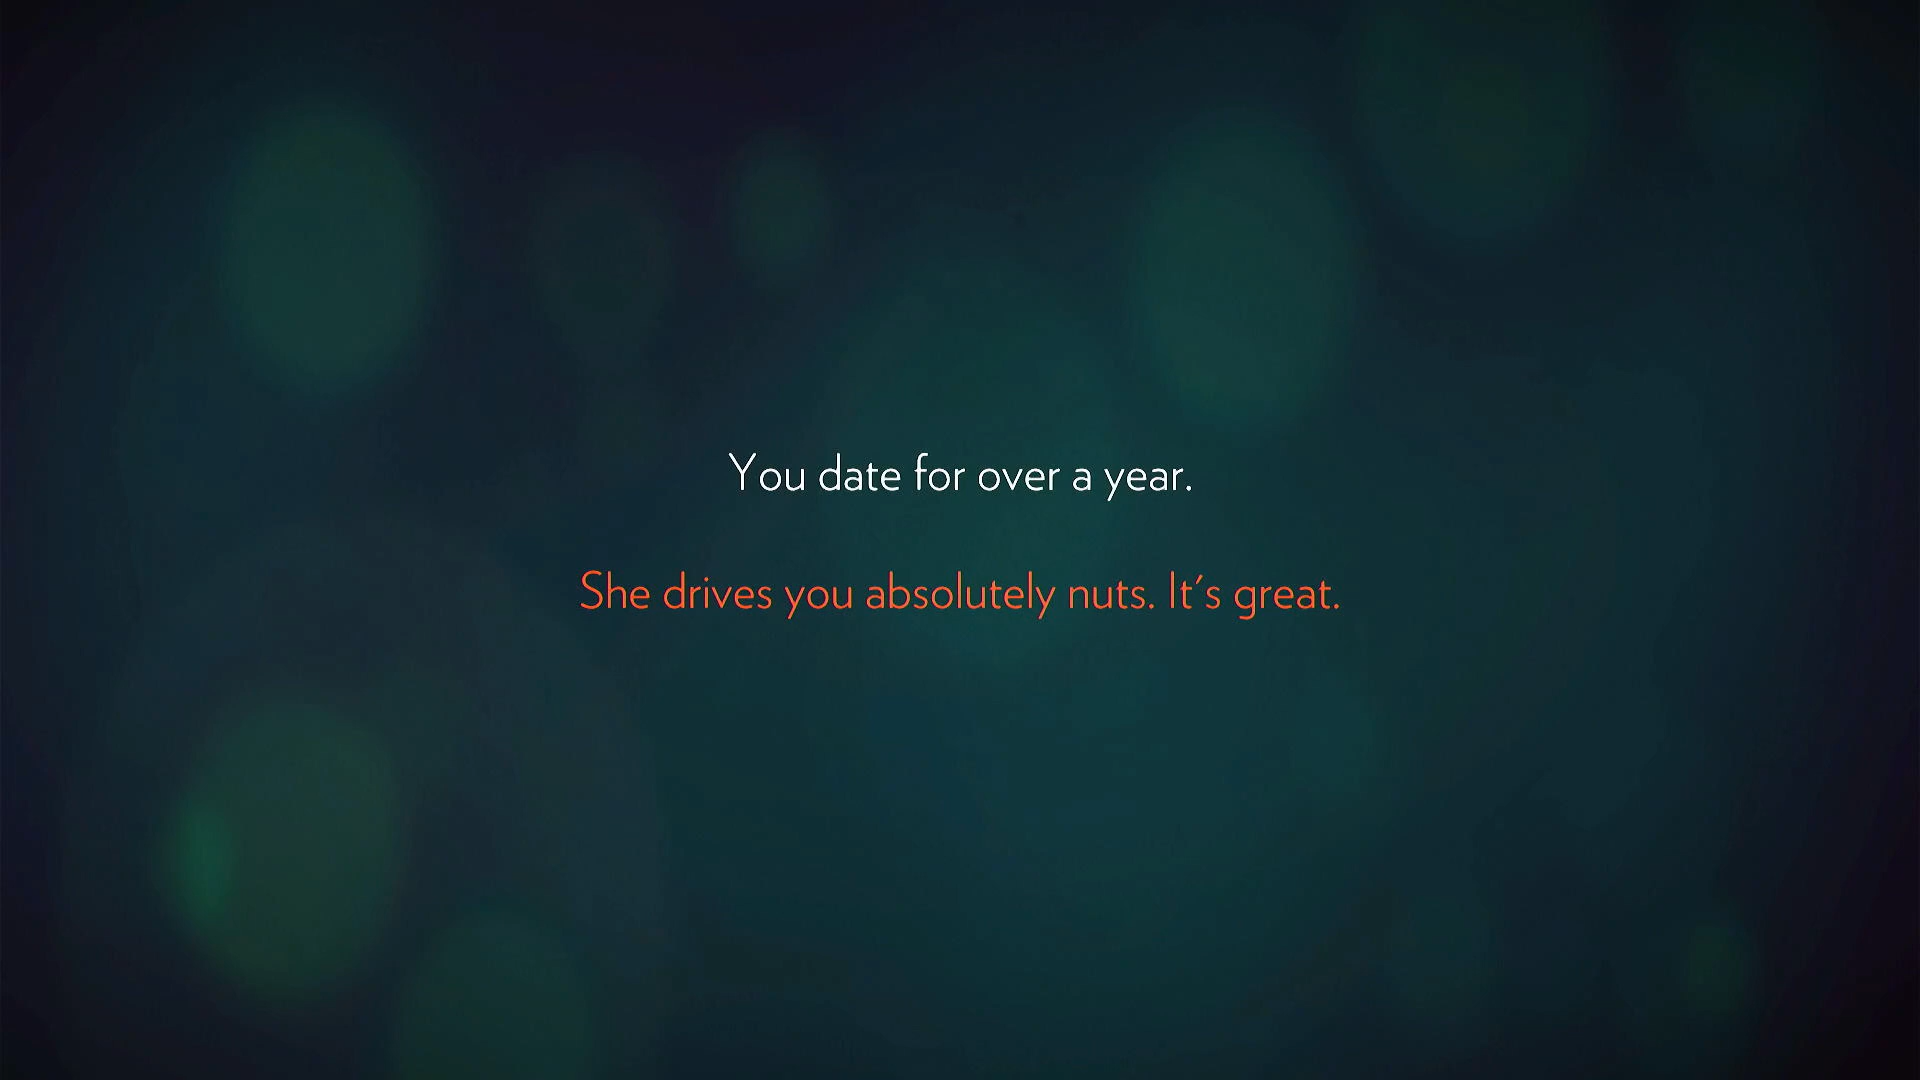 You date for over a year.
She drives you absolutely nuts. It's great.